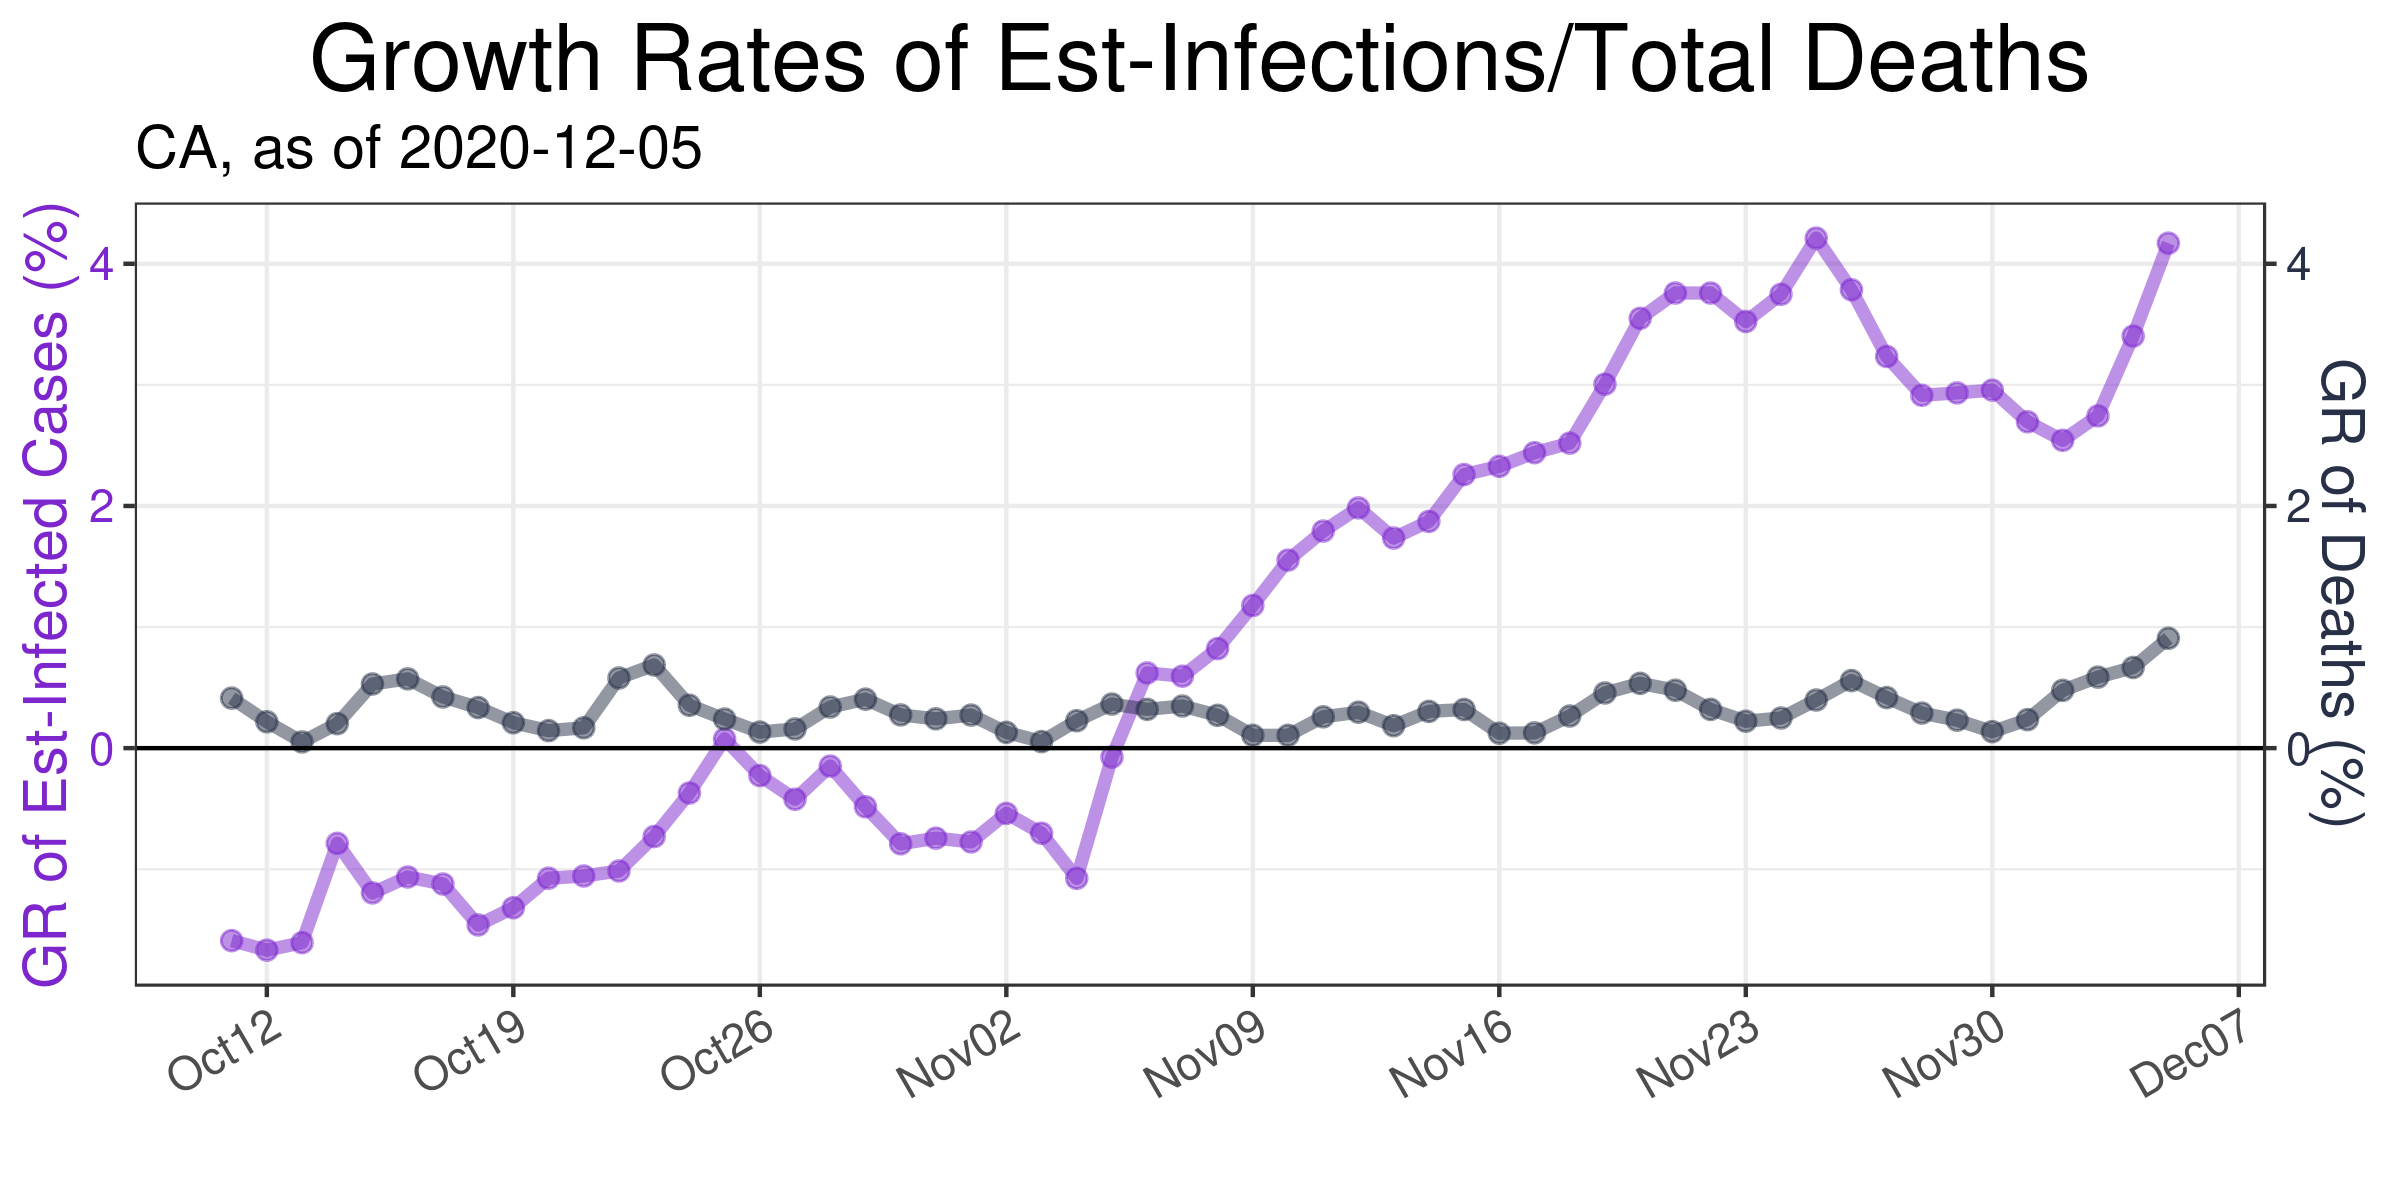 Growth Rates of Est-Infections/Total Deaths
CA, as of 2020-12-05
GR of Est-Infected Cases (%)
4
2
0
4
2
0
GR of Deaths (%)
Oct12
Oct19
Oct26
Nov02
Nov09
Nov16
Nov23
Nov30
Dec07